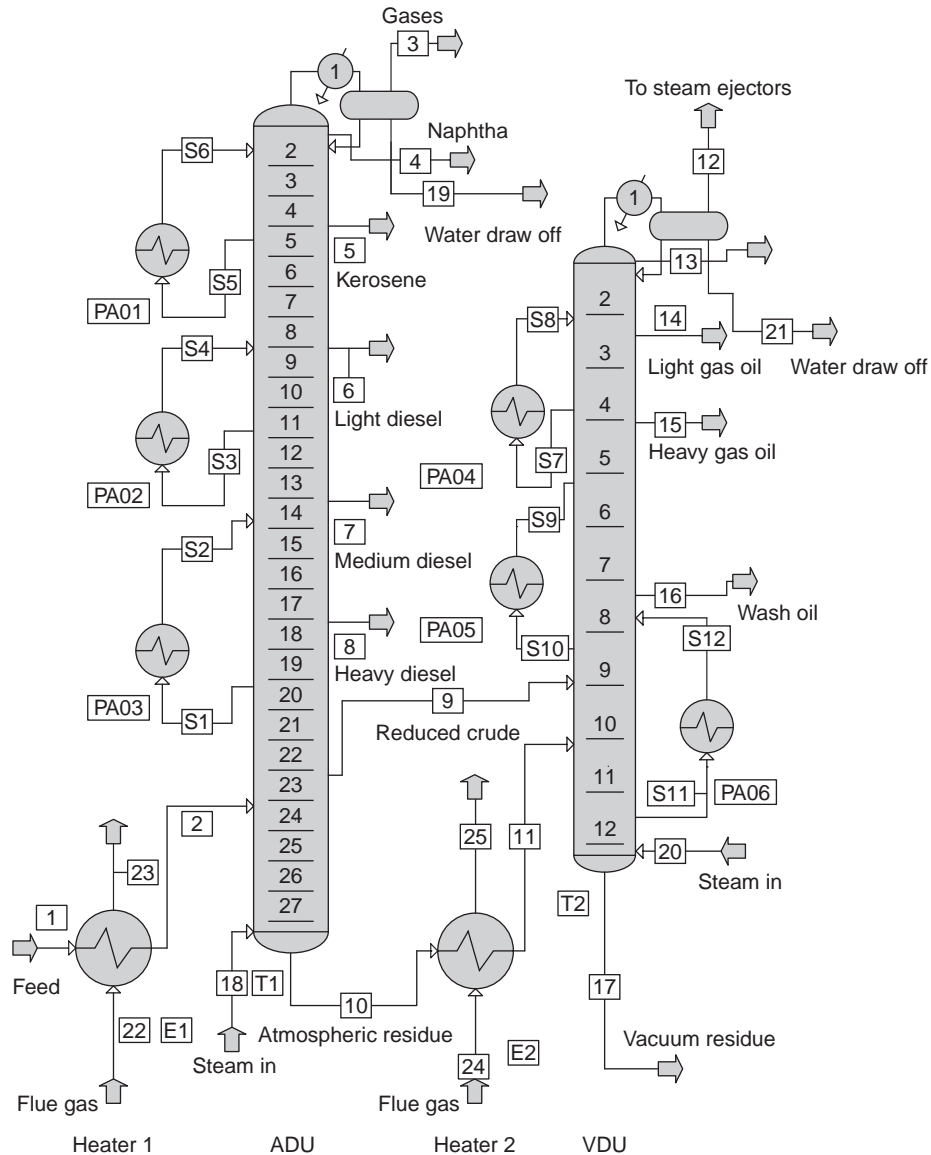 Gases
3
1
To steam ejectors
Naphtha
4
12
19
1
Water draw off
S6
2
3
4
5
6
7
8
9
10
11
12
13
14
15
16
17
18
19
20
21
22
23
24
25
26
27
5
Kerosene
S5
PA01
S4
6
Light diesel
S3
PA02
7
Medium diesel
S2
8
Heavy diesel
PA03
S1
9
Reduced crude
13
2
3
4
5
6
7
8
9
10
11
12
14
Light gas oil
21
Water draw off
S8
15
Heavy gas oil
S7
PA04
S9
16
Wash oil
PA05
S10
S12
S11
PA06
20
Steam in
T2
17
Vacuum residue
2
23
1
Feed
22
E1
Flue gas
18
T1
Steam in
10
Atmospheric residue
25
11
24
E2
Flue gas
Heater 1
ADU
Heater 2
VDU